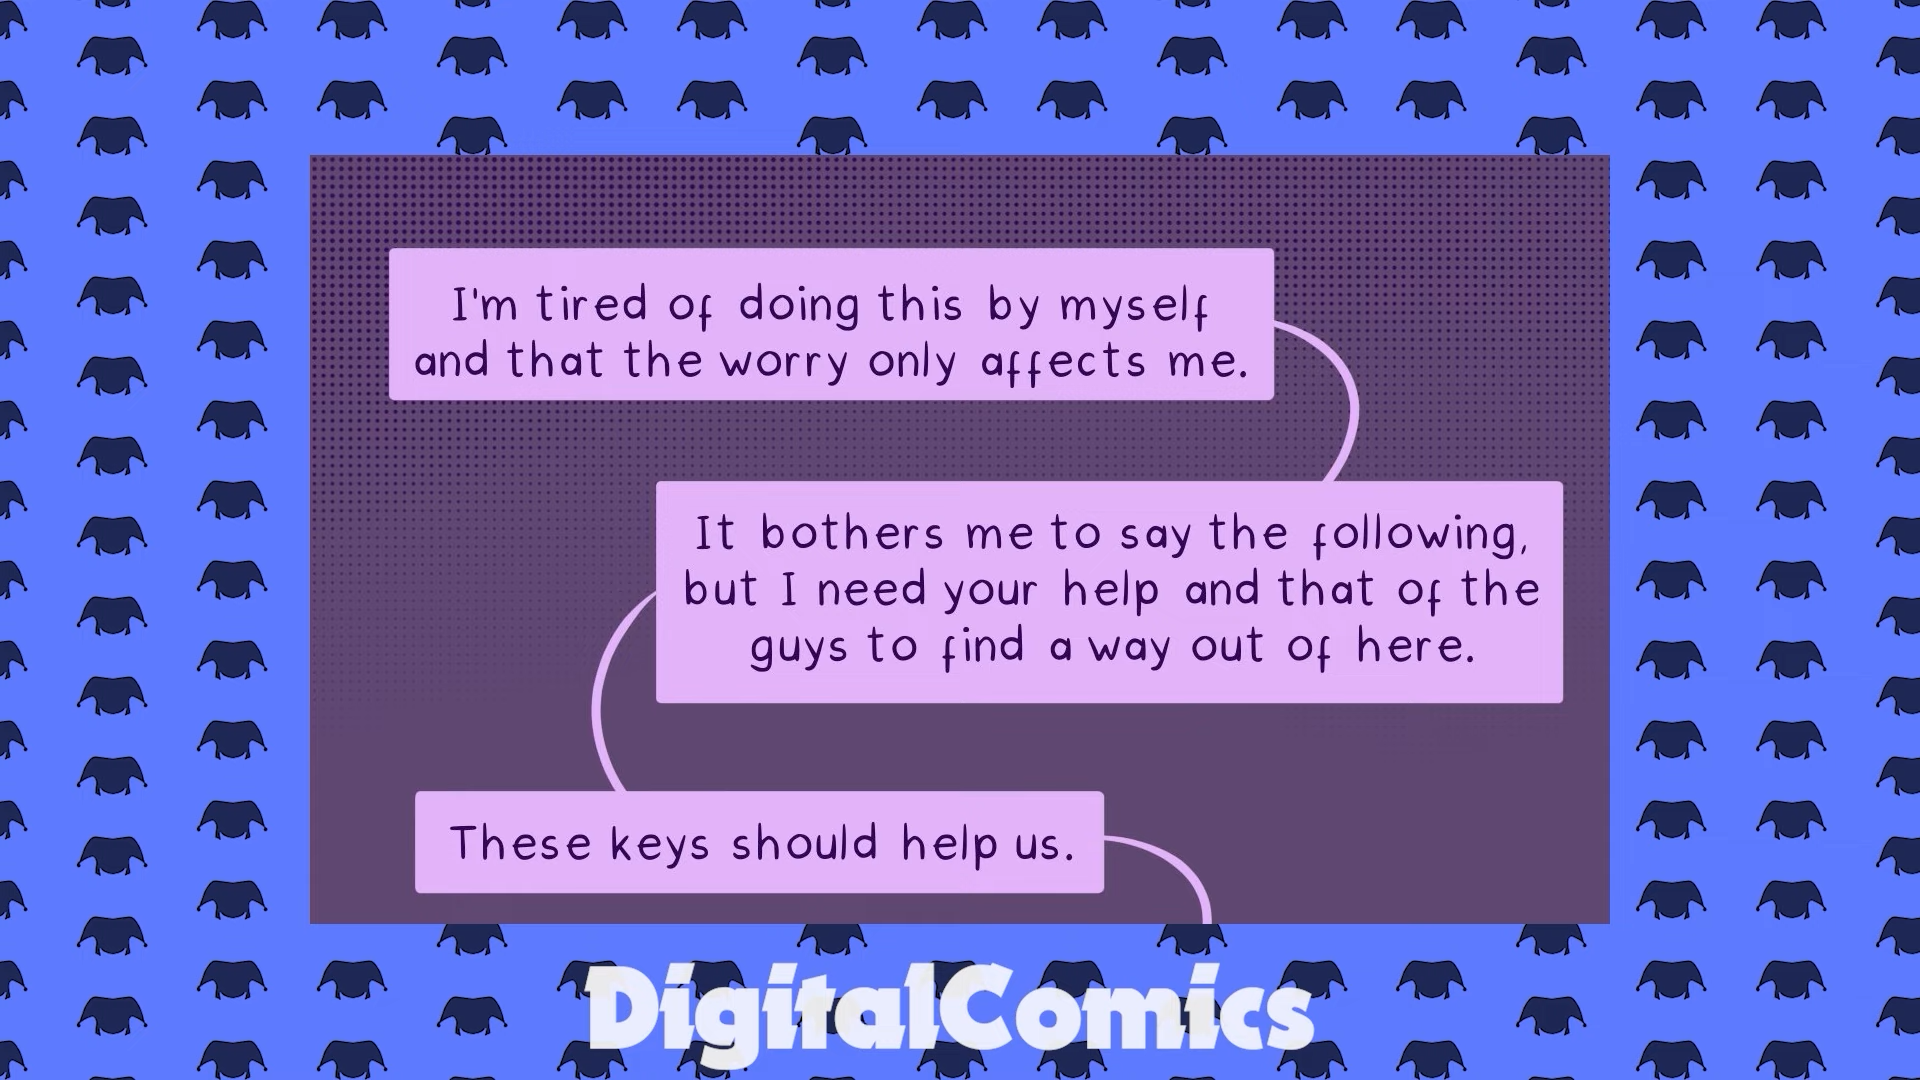 I'm tired of doing this by myself
and that the worry only affects me.
It bothers me to say the following,
but I need your help and that of the
guys to find a way out of here.
These keys should help us.
DigitalComics